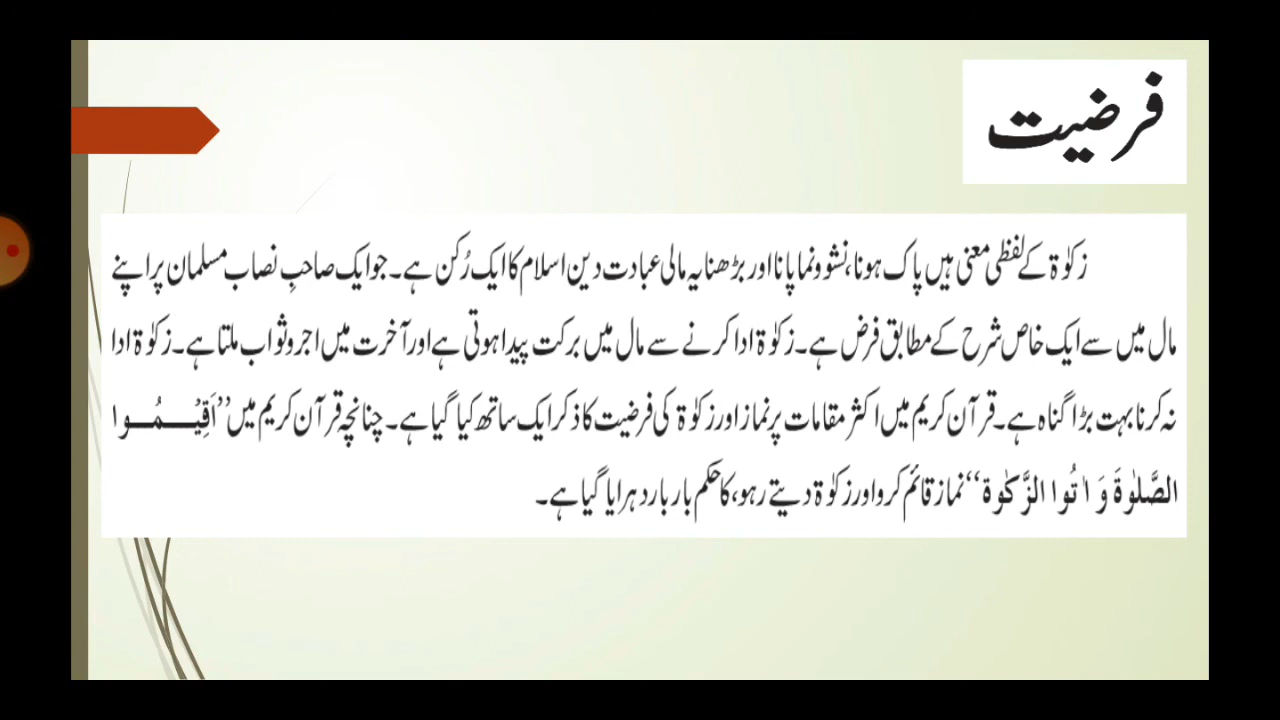 فرضیت
زکوٰۃ کے لفظی معنی ہیں پاک ہونا، نشوونما پانا اور بڑھنا یہ مالی عبادت دین اسلام کا ایک رُکن ہے۔ جو ایک صاحبِ نصاب مسلمان پر اپنے
مال میں سے ایک خاص شرح کے مطابق فرض ہے۔ زکوٰۃ ادا کرنے سے مال میں برکت پیدا ہوتی ہے اور آخرت میں اجر و ثواب ملتا ہے۔ زکوٰۃ ادا
نہ کرنا بہت بڑا گناہ ہے۔ قرآن کریم میں اکثر مقامات پر نماز اور زکوٰۃ کی فرضیت کا ذکر ایک ساتھ کیا گیا ہے۔ چنانچہ قرآن کریم میں ”اَقِیْمُوا
الصَّلٰوۃَ وَ اٰتُوا الزَّکٰوۃ“ نماز قائم کرو اور زکوٰۃ دیتے رہو، کا حکم بار بار دہرایا گیا ہے۔